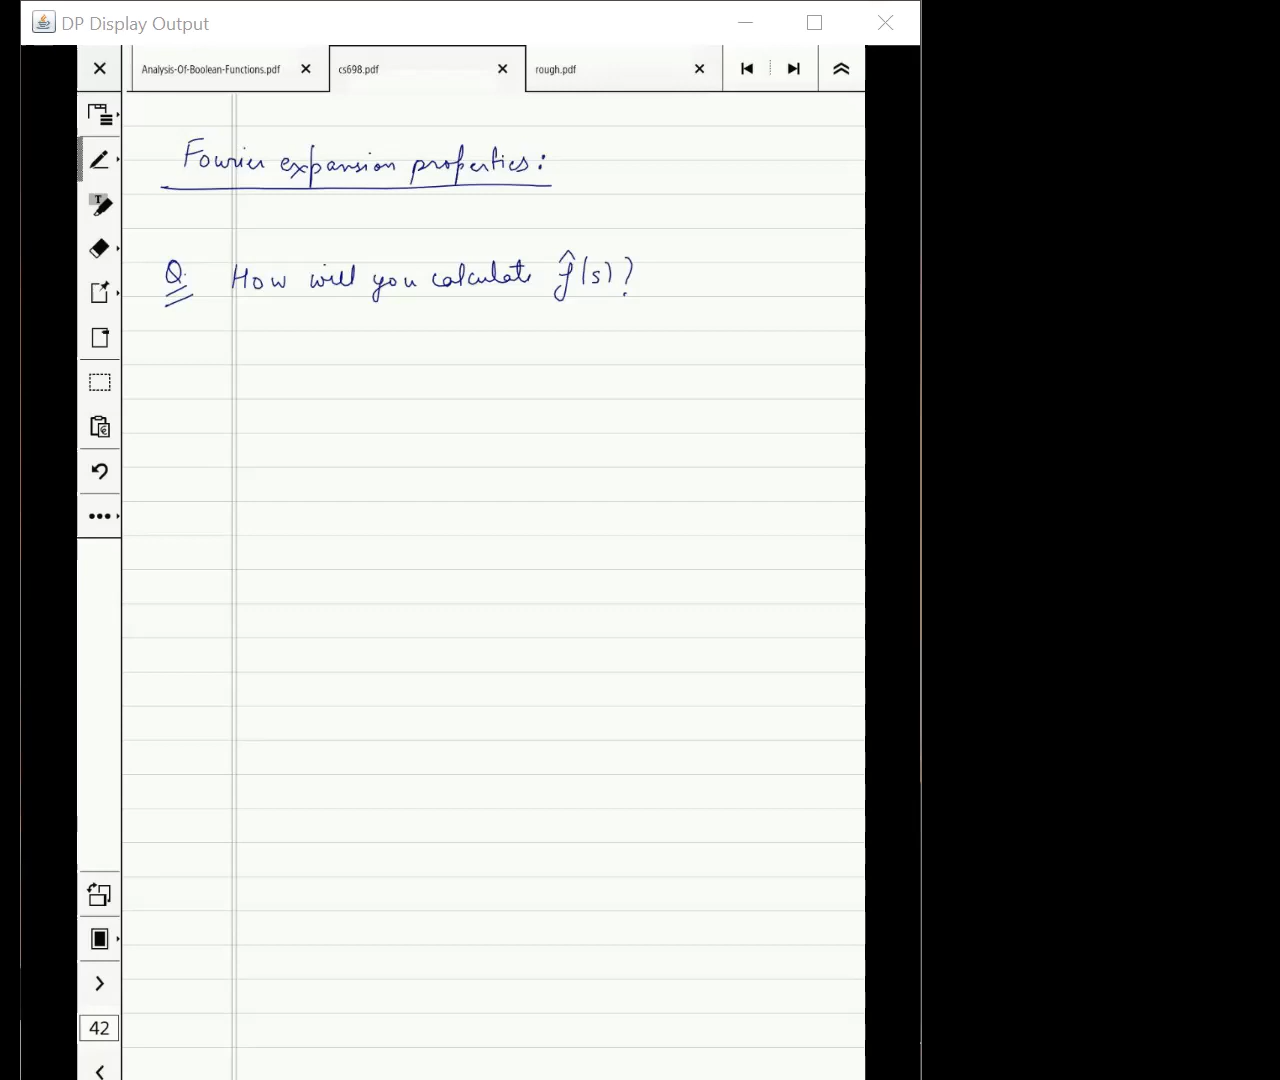 DP Display Output
Analysis-Of-Boolean-Functions.pdf
cs698.pdf
rough.pdf
Fourier expansion properties:
Q. How will you calculate f̂(s)?
42